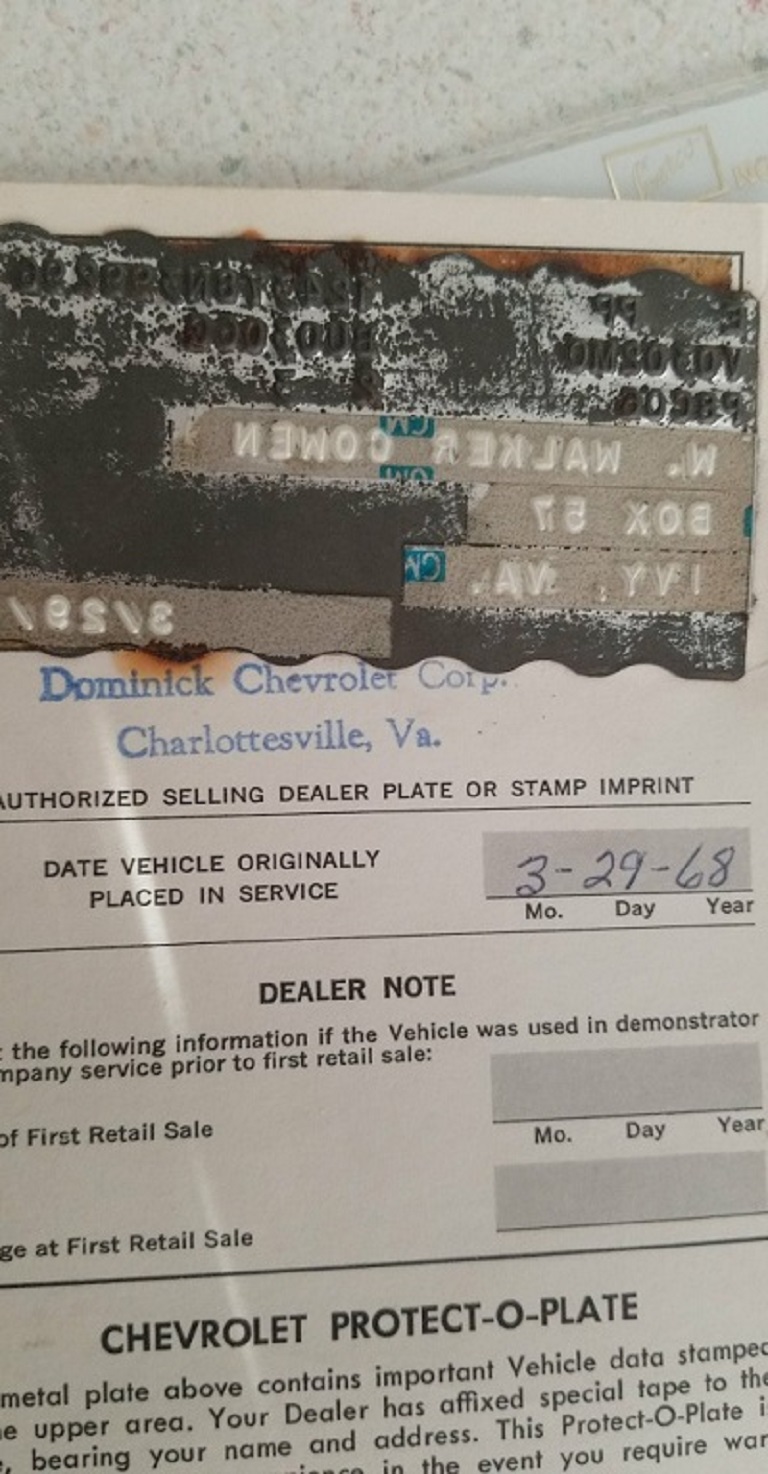 W. WALKER COWEN
BOX 57
IVY, VA.
3/29/
Dominick Chevrolet Corp.
Charlottesville, Va.
AUTHORIZED SELLING DEALER PLATE OR STAMP IMPRINT
DATE VEHICLE ORIGINALLY
PLACED IN SERVICE
3-29-68
Mo. Day Year
DEALER NOTE
the following information if the Vehicle was used in demonstrator
mpany service prior to first retail sale:
of First Retail Sale
Mo. Day Year
ge at First Retail Sale
CHEVROLET PROTECT-O-PLATE
metal plate above contains important Vehicle data stamped
e upper area. Your Dealer has affixed special tape to the
, bearing your name and address. This Protect-O-Plate i
in the event you require war